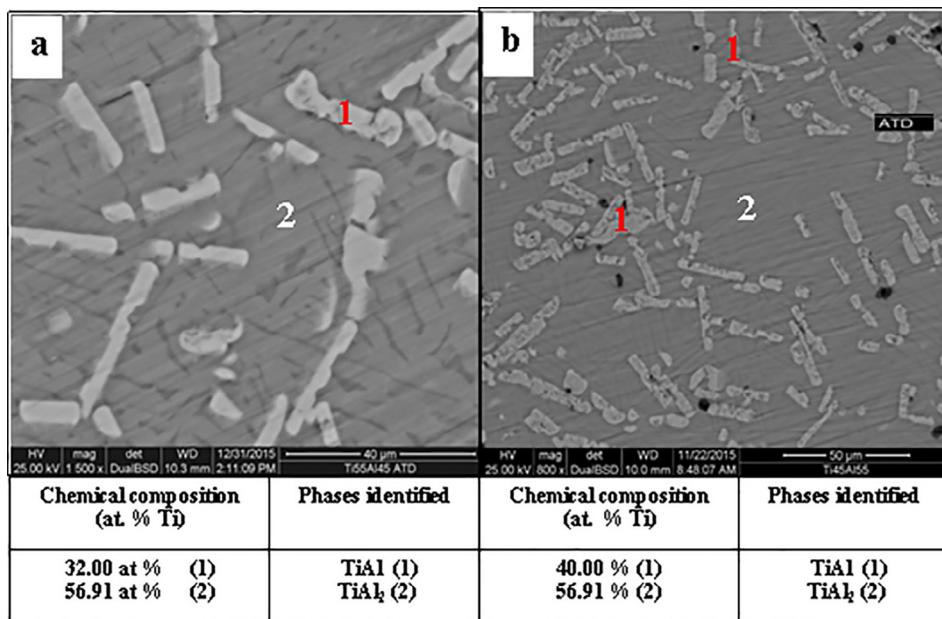 a
1
2
HV mag det WD 12/31/2015 40 µm
25.00 kV 1 500 x DualBSD 10.3 mm 2:11:09 PM Ti55Al45 ATD
b
1
ATD
1
2
HV mag det WD 11/22/2015 50 µm
25.00 kV 800 x DualBSD 10.0 mm 8:48:07 AM Ti45Al55
Chemical composition
(at. % Ti)
Phases identified
Chemical composition
(at. % Ti)
Phases identified
32.00 at % (1)
56.91 at % (2)
TiAl (1)
TiAl₂ (2)
40.00 % (1)
56.91 % (2)
TiAl (1)
TiAl₂ (2)